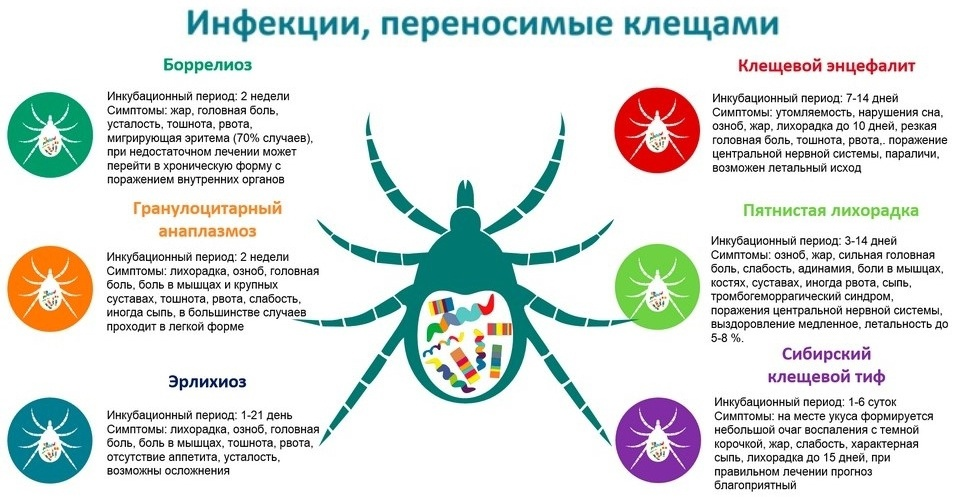 Инфекции, переносимые клещами
Боррелиоз
Инкубационный период: 2 недели
Симптомы: жар, головная боль,
усталость, тошнота, рвота,
мигрирующая эритема (70% случаев),
при недостаточном лечении может
перейти в хроническую форму с
поражением внутренних органов
Гранулоцитарный
анаплазмоз
Инкубационный период: 2 недели
Симптомы: лихорадка, озноб, головная
боль, боль в мышцах и крупных
суставах, тошнота, рвота, слабость,
иногда сыпь, в большинстве случаев
проходит в легкой форме
Эрлихиоз
Инкубационный период: 1-21 день
Симптомы: лихорадка, озноб, головная
боль, боль в мышцах, тошнота, рвота,
отсутствие аппетита, усталость,
возможны осложнения
Клещевой энцефалит
Инкубационный период: 7-14 дней
Симптомы: утомляемость, нарушения сна,
озноб, жар, лихорадка до 10 дней, резкая
головная боль, тошнота, рвота,. поражение
центральной нервной системы, параличи,
возможен летальный исход
Пятнистая лихорадка
Инкубационный период: 3-14 дней
Симптомы: озноб, жар, сильная головная
боль, слабость, адинамия, боли в мышцах,
костях, суставах, иногда рвота, сыпь,
тромбогеморрагический синдром,
поражения центральной нервной системы,
выздоровление медленное, летальность до
5-8 %.
Сибирский
клещевой тиф
Инкубационный период: 1-6 суток
Симптомы: на месте укуса формируется
небольшой очаг воспаления с темной
корочкой, жар, слабость, характерная
сыпь, лихорадка до 15 дней, при
правильном лечении прогноз
благоприятный